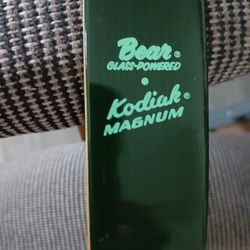 Bear®
GLASS-POWERED
•
Kodiak®
MAGNUM